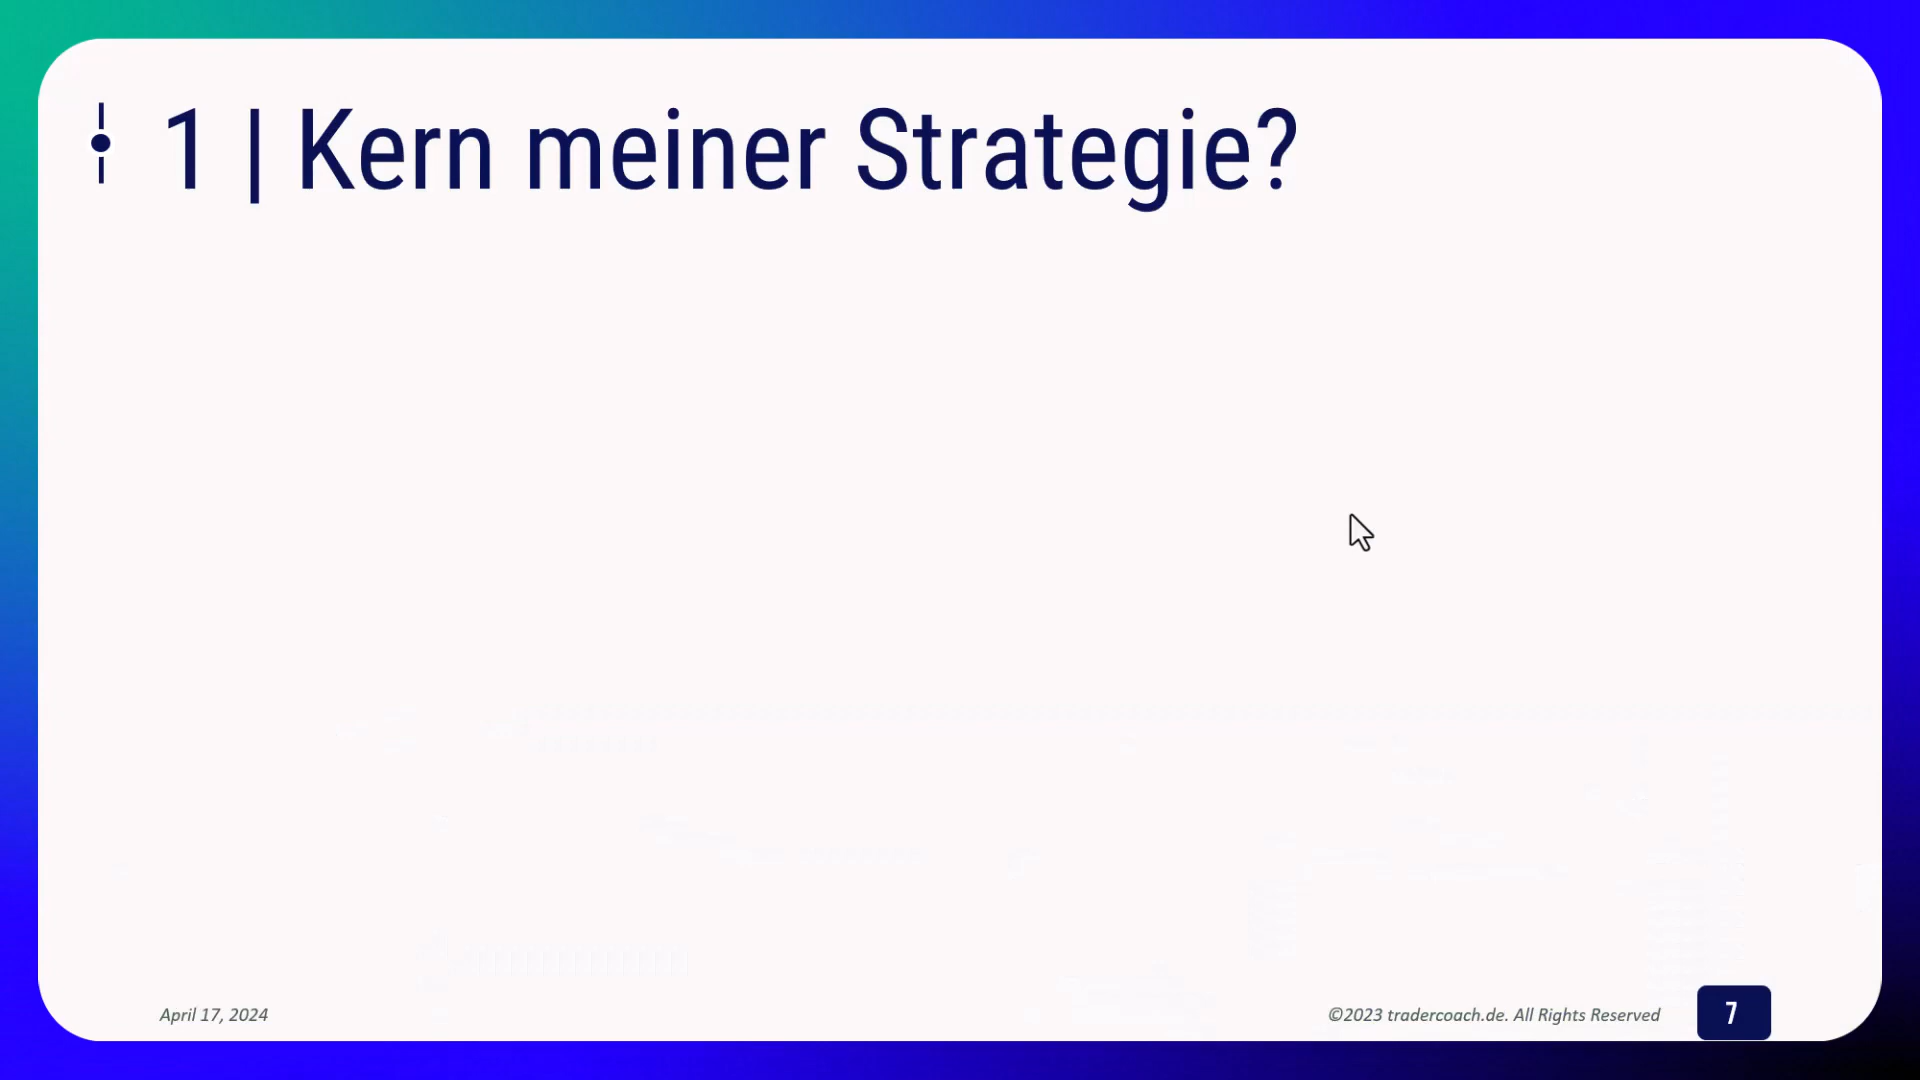 1 | Kern meiner Strategie?
April 17, 2024
©2023 tradercoach.de. All Rights Reserved
7